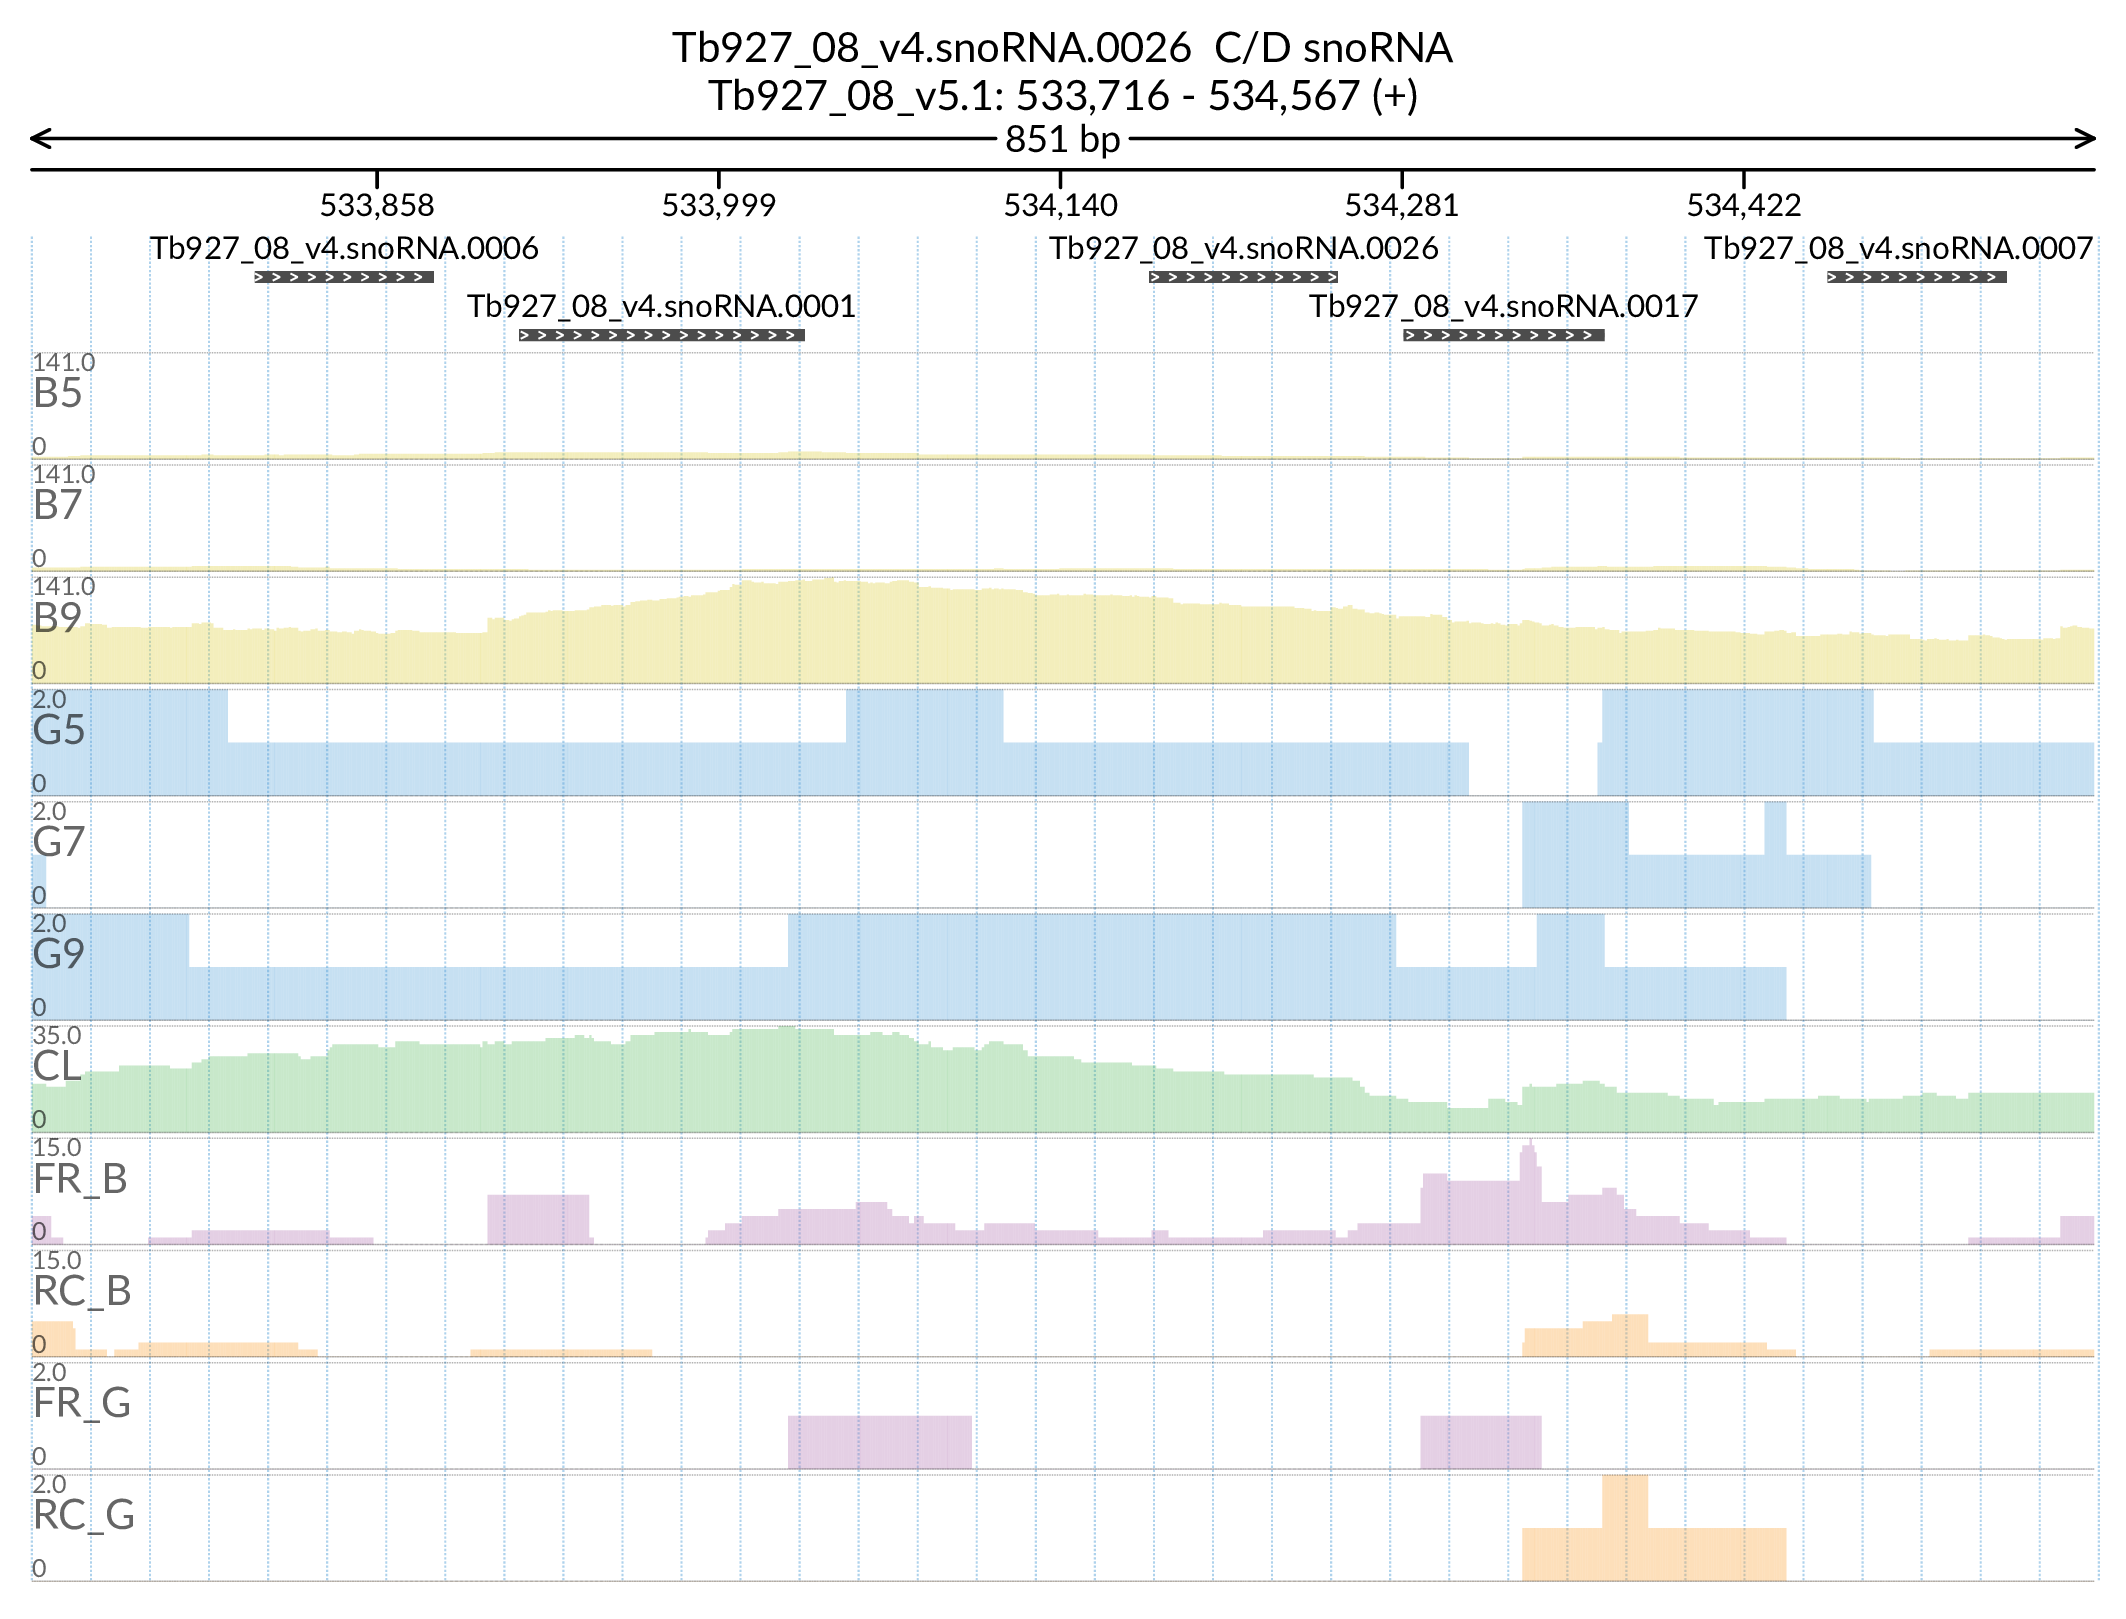 Tb927_08_v4.snoRNA.0026  C/D snoRNA
Tb927_08_v5.1: 533,716 - 534,567 (+)
851 bp
533,858 533,999 534,140 534,281 534,422
Tb927_08_v4.snoRNA.0006 Tb927_08_v4.snoRNA.0026 Tb927_08_v4.snoRNA.0007
Tb927_08_v4.snoRNA.0001 Tb927_08_v4.snoRNA.0017
141.0
B5
0
141.0
B7
0
141.0
B9
0
2.0
G5
0
2.0
G7
0
2.0
G9
0
35.0
CL
0
15.0
FR_B
0
15.0
RC_B
0
2.0
FR_G
0
2.0
RC_G
0